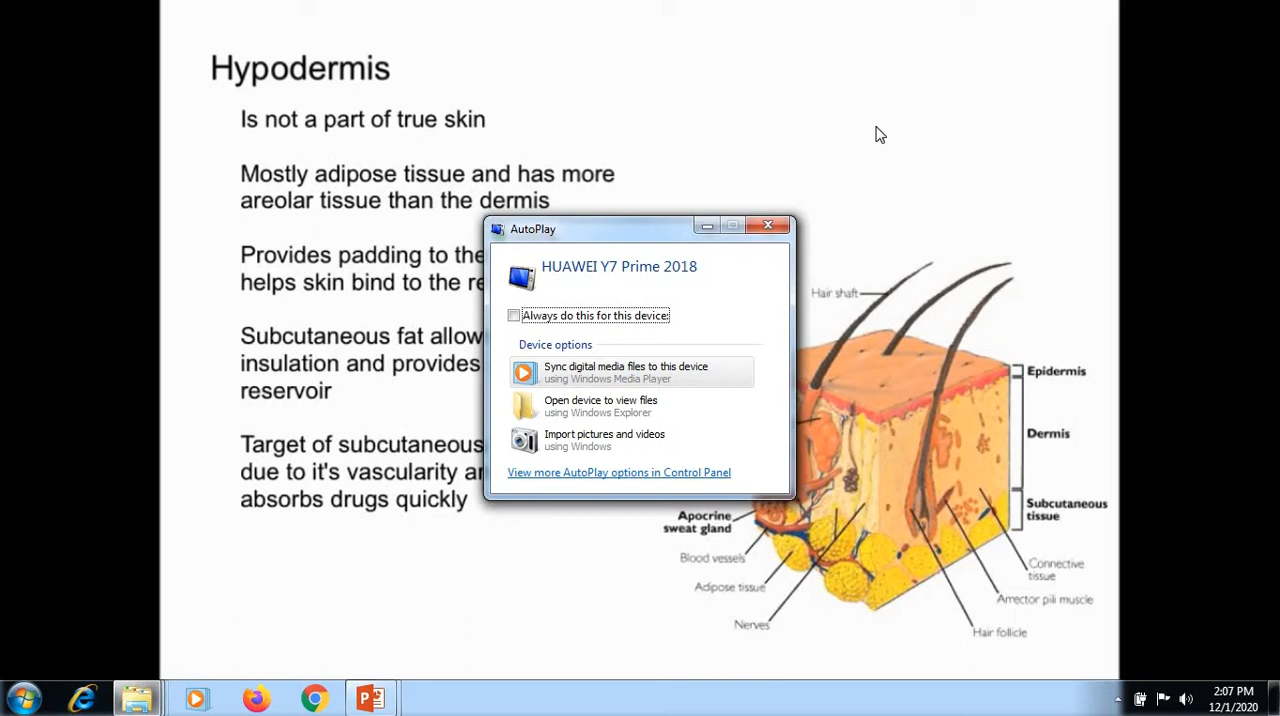 Hypodermis
Is not a part of true skin
Mostly adipose tissue and has more
areolar tissue than the dermis
Provides padding to the
helps skin bind to the
Subcutaneous fat
insulation and provides
reservoir
Target of subcutaneous
due to it's vascularity
absorbs drugs quickly
AutoPlay
HUAWEI Y7 Prime 2018
Always do this for this device:
Device options
Sync digital media files to this device
using Windows Media Player
Open device to view files
using Windows Explorer
Import pictures and videos
using Windows
View more AutoPlay options in Control Panel
Hair shaft
Epidermis
Dermis
Subcutaneous
tissue
Apocrine
sweat gland
Blood vessels
Adipose tissue
Nerves
Connective
tissue
Arrector pili muscle
Hair follicle
2:07 PM
12/1/2020